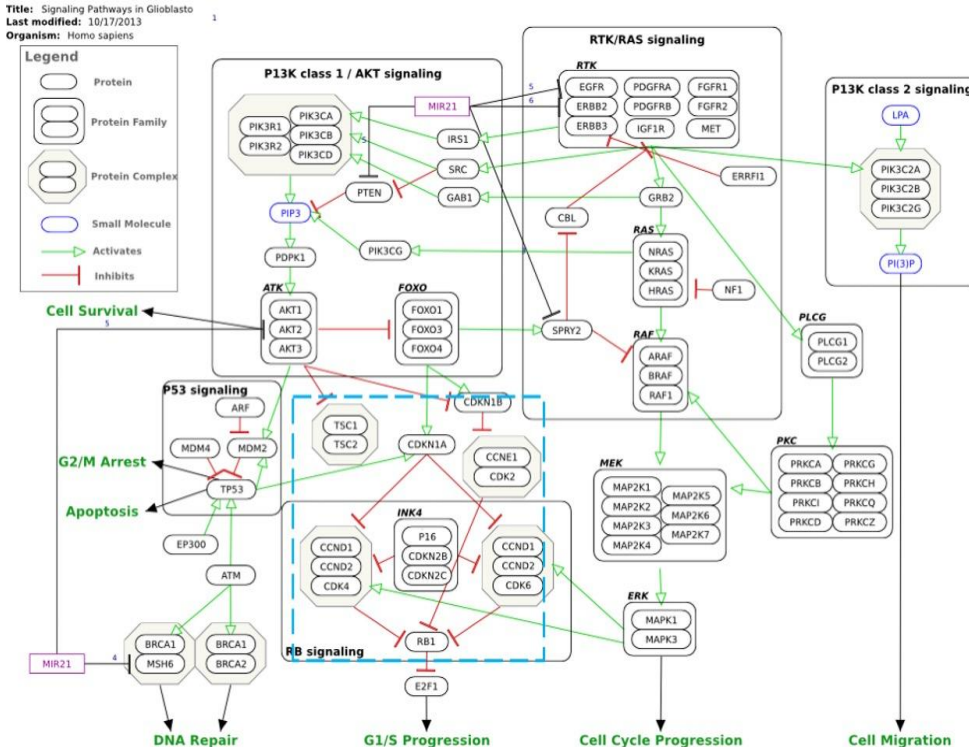 Title: Signaling Pathways in Glioblasto
Last modified: 10/17/2013
Organism: Homo sapiens
1
Legend
Protein
Protein Family
Protein Complex
Small Molecule
Activates
Inhibits
P13K class 1 / AKT signaling
PIK3R1
PIK3R2
PIK3CA
PIK3CB
PIK3CD
MIR21
5
6
5
IRS1
SRC
GAB1
PTEN
PIP3
PDPK1
PIK3CG
ATK
AKT1
AKT2
AKT3
FOXO
FOXO1
FOXO3
FOXO4
RTK/RAS signaling
RTK
EGFR
ERBB2
ERBB3
PDGFRA
PDGFRB
IGF1R
FGFR1
FGFR2
MET
ERRFI1
CBL
GRB2
RAS
NRAS
KRAS
HRAS
NF1
SPRY2
RAF
ARAF
BRAF
RAF1
P13K class 2 signaling
LPA
PIK3C2A
PIK3C2B
PIK3C2G
PI(3)P
PLCG
PLCG1
PLCG2
PKC
PRKCA
PRKCB
PRKCI
PRKCD
PRKCG
PRKCH
PRKCQ
PRKCZ
Cell Survival
5
P53 signaling
ARF
MDM4
MDM2
TP53
G2/M Arrest
Apoptosis
EP300
ATM
TSC1
TSC2
CDKN1A
CDKN1B
CCNE1
CDK2
MEK
MAP2K1
MAP2K2
MAP2K3
MAP2K4
MAP2K5
MAP2K6
MAP2K7
ERK
MAPK1
MAPK3
INK4
P16
CDKN2B
CDKN2C
CCND1
CCND2
CDK4
CCND1
CCND2
CDK6
RB1
RB signaling
E2F1
MIR21
4
BRCA1
MSH6
BRCA1
BRCA2
DNA Repair
G1/S Progression
Cell Cycle Progression
Cell Migration